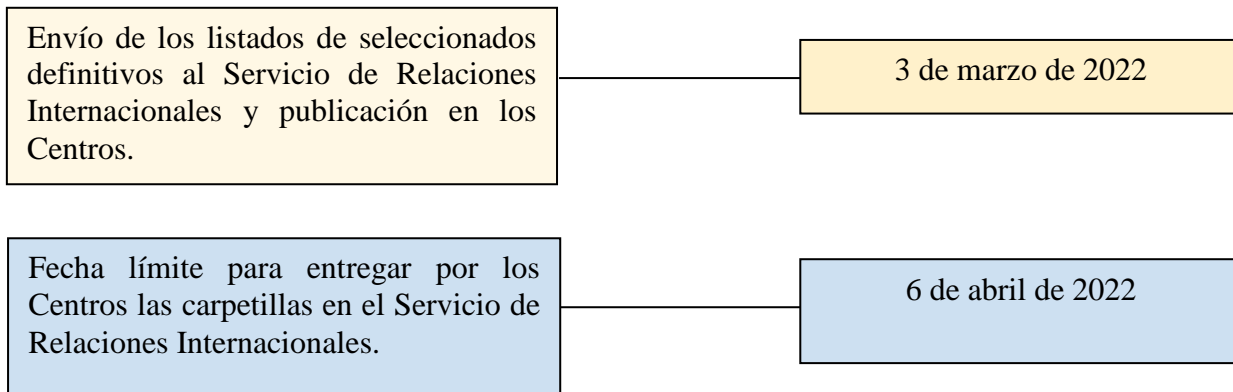 Envío de los listados de seleccionados
definitivos al Servicio de Relaciones
Internacionales y publicación en los
Centros.
3 de marzo de 2022
Fecha límite para entregar por los
Centros las carpetillas en el Servicio de
Relaciones Internacionales.
6 de abril de 2022